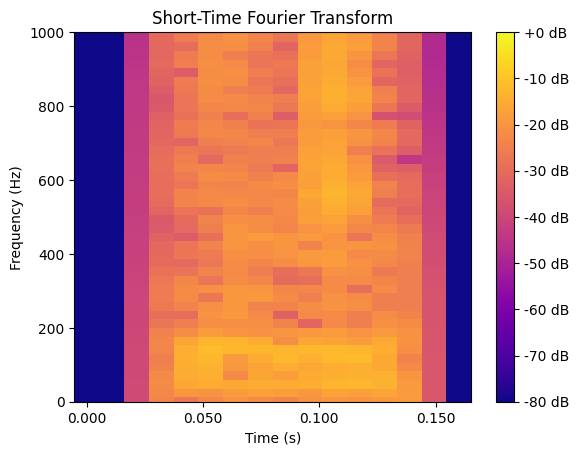 Short-Time Fourier Transform
Frequency (Hz)
1000
800
600
400
200
0
0.000
0.050
0.100
0.150
Time (s)
+0 dB
-10 dB
-20 dB
-30 dB
-40 dB
-50 dB
-60 dB
-70 dB
-80 dB